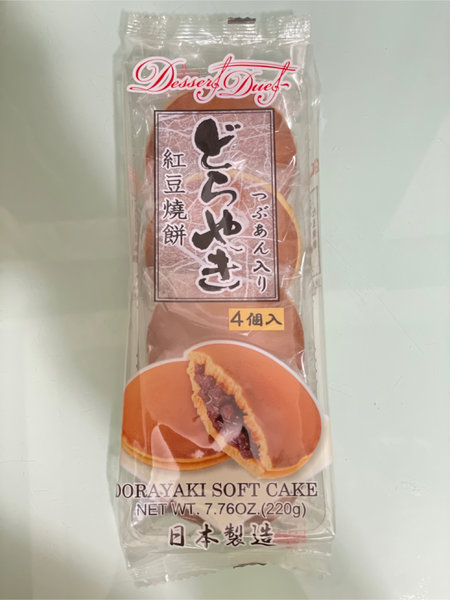 Dessert Duet
どらやき
つぶあん入り
紅豆燒餅
4個入
DORAYAKI SOFT CAKE
NET WT. 7.76OZ.(220g)
日本製造